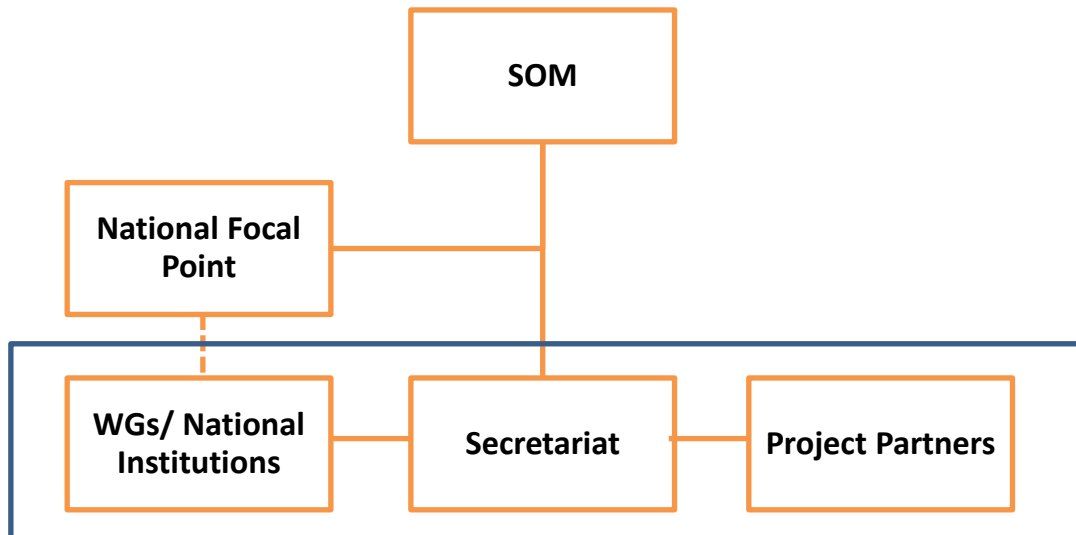 SOM
National Focal
Point
WGs/ National
Institutions
Secretariat
Project Partners